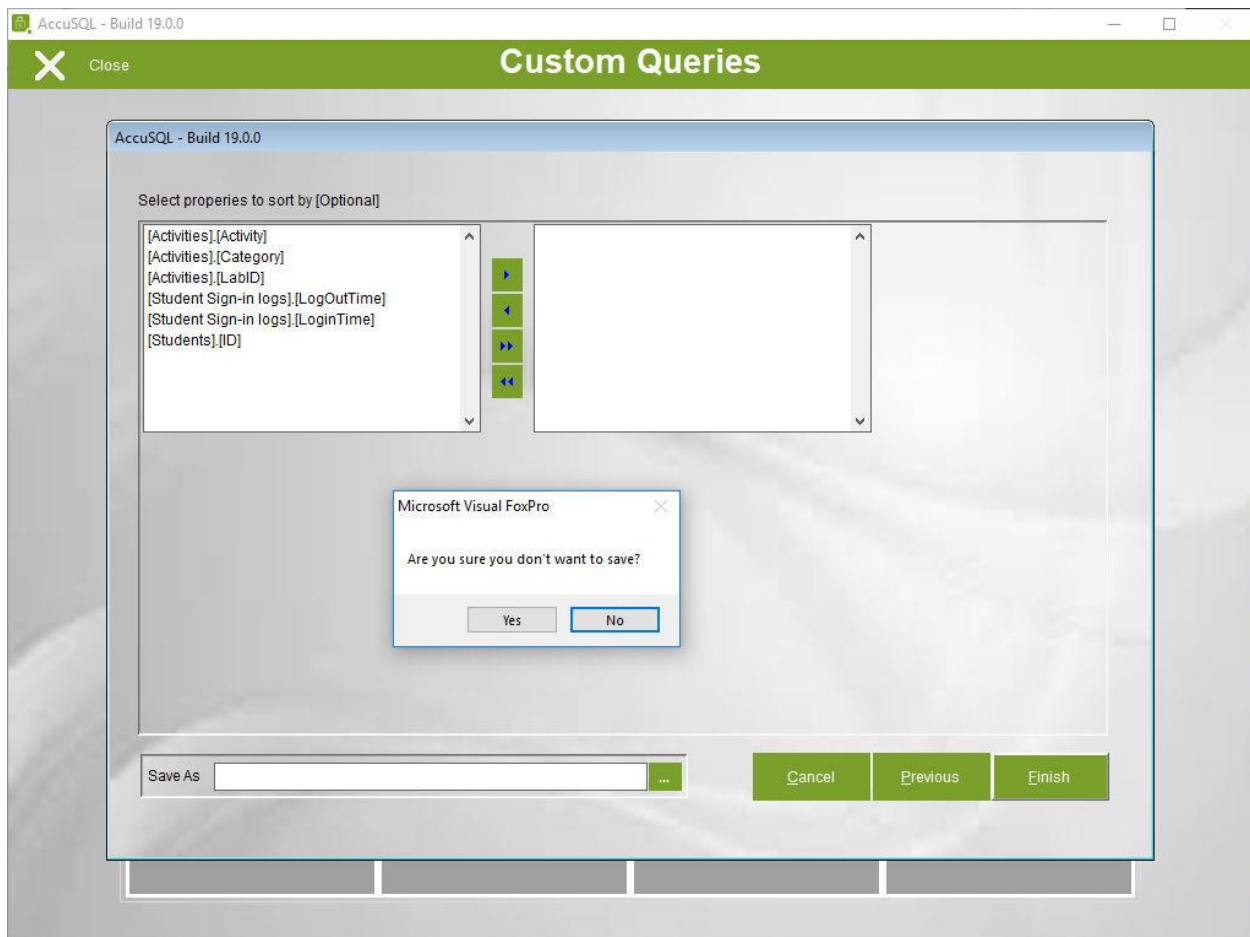 AccuSQL - Build 19.0.0
Close
Custom Queries
AccuSQL - Build 19.0.0
Select properies to sort by [Optional]
[Activities].[Activity]
[Activities].[Category]
[Activities].[LabID]
[Student Sign-in logs].[LogOutTime]
[Student Sign-in logs].[LoginTime]
[Students].[ID]
Microsoft Visual FoxPro
Are you sure you don't want to save?
Yes
No
Save As
...
Cancel
Previous
Finish